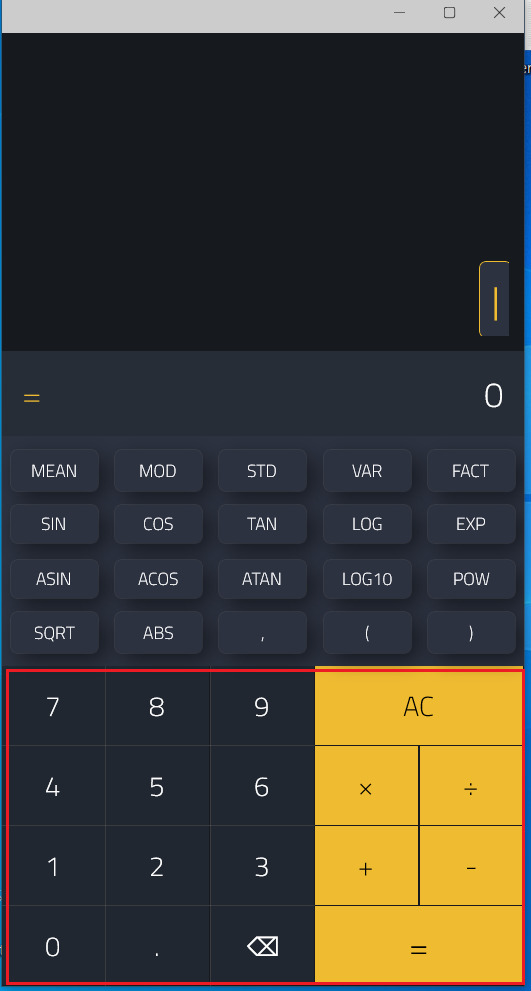 = 0
MEAN MOD STD VAR FACT
SIN COS TAN LOG EXP
ASIN ACOS ATAN LOG10 POW
SQRT ABS , ( )
7 8 9 AC
4 5 6 × ÷
1 2 3 + -
0 . ⌫ =